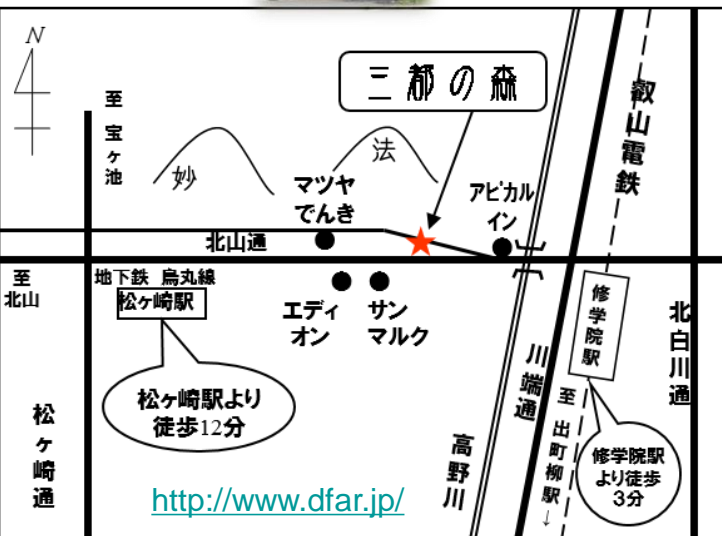 N
三都の森
至
宝
ヶ
池
妙
法
マツヤ
でんき
アピカル
イン
叡山電鉄
北山通
至
北山
地下鉄 烏丸線
松ヶ崎駅
エディ
オン
サン
マルク
修学院駅
北白川通
川端通
松ヶ崎駅より
徒歩12分
松ヶ崎通
高野川
至 出町柳駅↓
修学院駅
より徒歩
3分
http://www.dfar.jp/